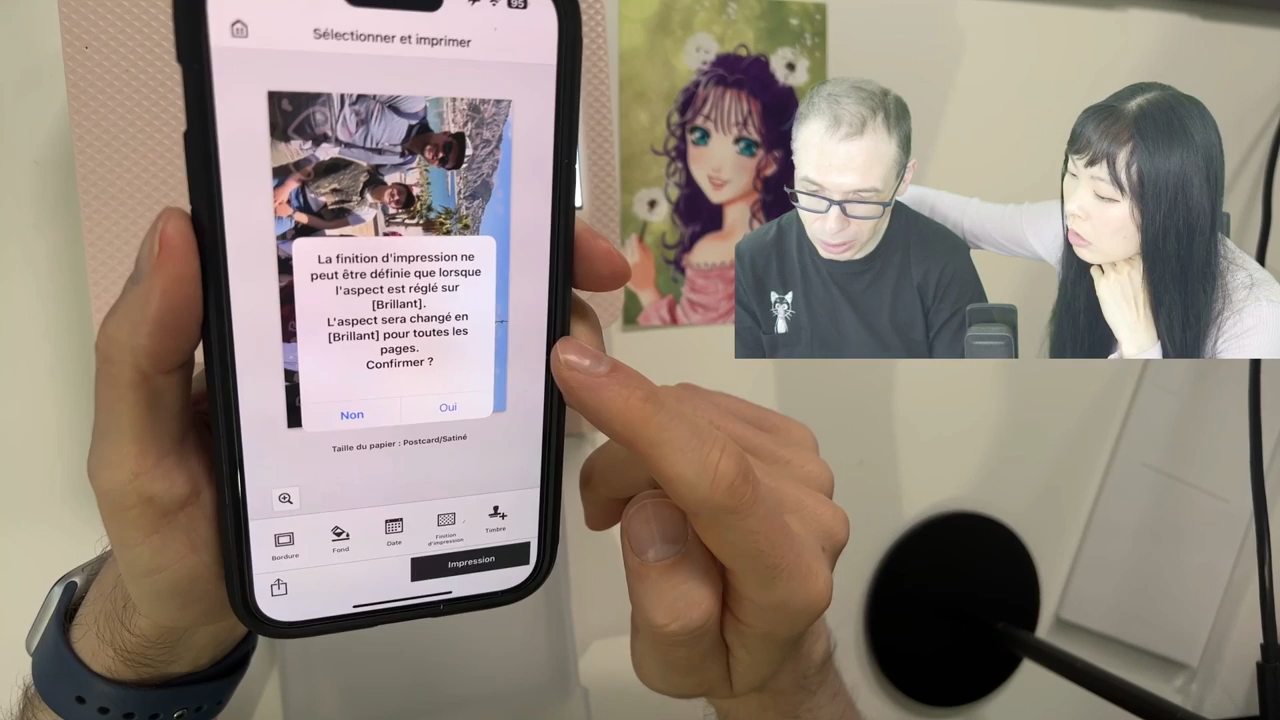 95
Sélectionner et imprimer
La finition d'impression ne
peut être définie que lorsque
l'aspect est réglé sur
[Brillant].
L'aspect sera changé en
[Brillant] pour toutes les
pages.
Confirmer ?
Non
Oui
Taille du papier : Postcard/Satiné
Bordure
Fond
Date
Finition
d'impression
Timbre
Impression